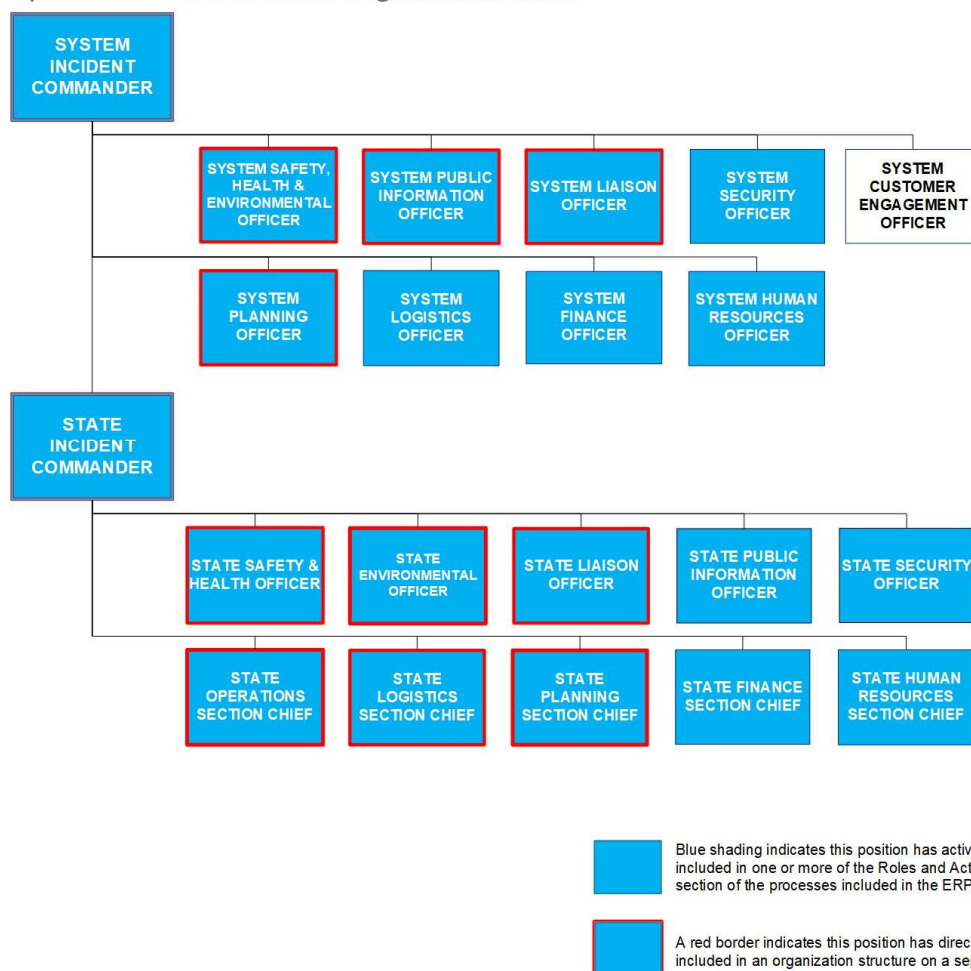 SYSTEM
INCIDENT
COMMANDER
SYSTEM SAFETY,
HEALTH &
ENVIRONMENTAL
OFFICER
SYSTEM PUBLIC
INFORMATION
OFFICER
SYSTEM LIAISON
OFFICER
SYSTEM
SECURITY
OFFICER
SYSTEM
CUSTOMER
ENGAGEMENT
OFFICER
SYSTEM
PLANNING
OFFICER
SYSTEM
LOGISTICS
OFFICER
SYSTEM
FINANCE
OFFICER
SYSTEM HUMAN
RESOURCES
OFFICER
STATE
INCIDENT
COMMANDER
STATE SAFETY &
HEALTH OFFICER
STATE
ENVIRONMENTAL
OFFICER
STATE LIAISON
OFFICER
STATE PUBLIC
INFORMATION
OFFICER
STATE SECURITY
OFFICER
STATE
OPERATIONS
SECTION CHIEF
STATE
LOGISTICS
SECTION CHIEF
STATE
PLANNING
SECTION CHIEF
STATE FINANCE
SECTION CHIEF
STATE HUMAN
RESOURCES
SECTION CHIEF
Blue shading indicates this position has activ
included in one or more of the Roles and Act
section of the processes included in the ERP
A red border indicates this position has direc
included in an organization structure on a sep